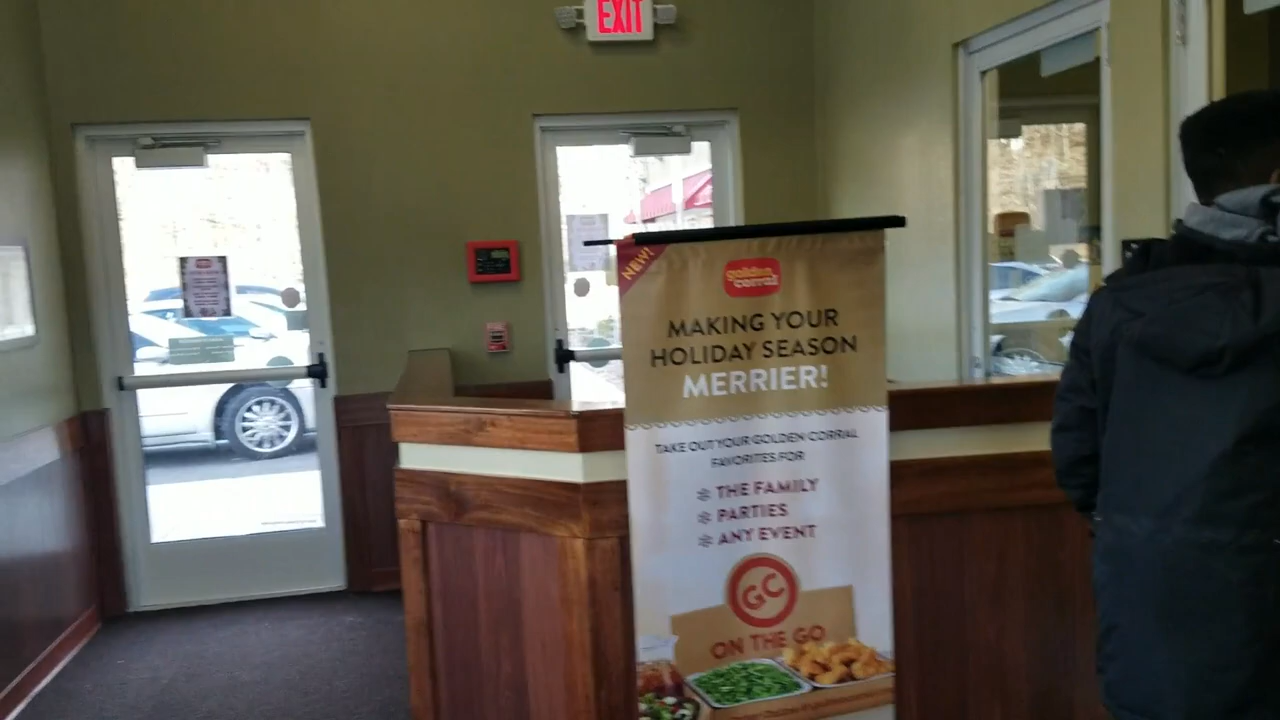 EXIT
NEW!
golden
corral
MAKING YOUR
HOLIDAY SEASON
MERRIER!
TAKE OUT YOUR GOLDEN CORRAL
FAVORITES FOR
THE FAMILY
PARTIES
ANY EVENT
GC
ON THE GO